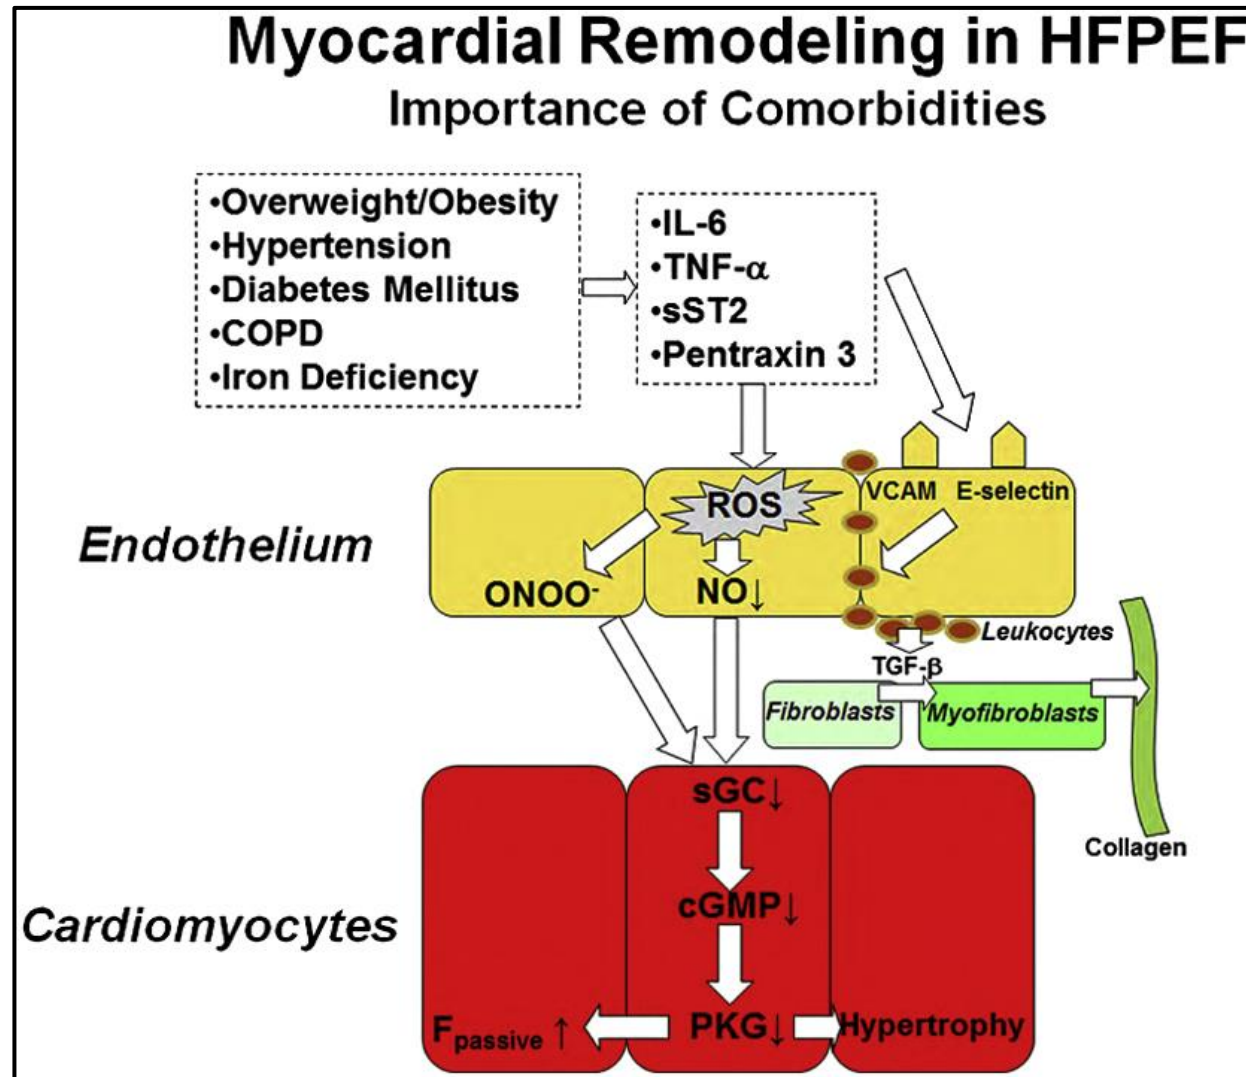 Myocardial Remodeling in HFPEF
Importance of Comorbidities
•Overweight/Obesity
•Hypertension
•Diabetes Mellitus
•COPD
•Iron Deficiency
•IL-6
•TNF-α
•sST2
•Pentraxin 3
Endothelium
ROS
ONOO-
NO↓
VCAM
E-selectin
Leukocytes
TGF-β
Fibroblasts
Myofibroblasts
Collagen
Cardiomyocytes
sGC↓
cGMP↓
PKG↓
Fpassive ↑
Hypertrophy